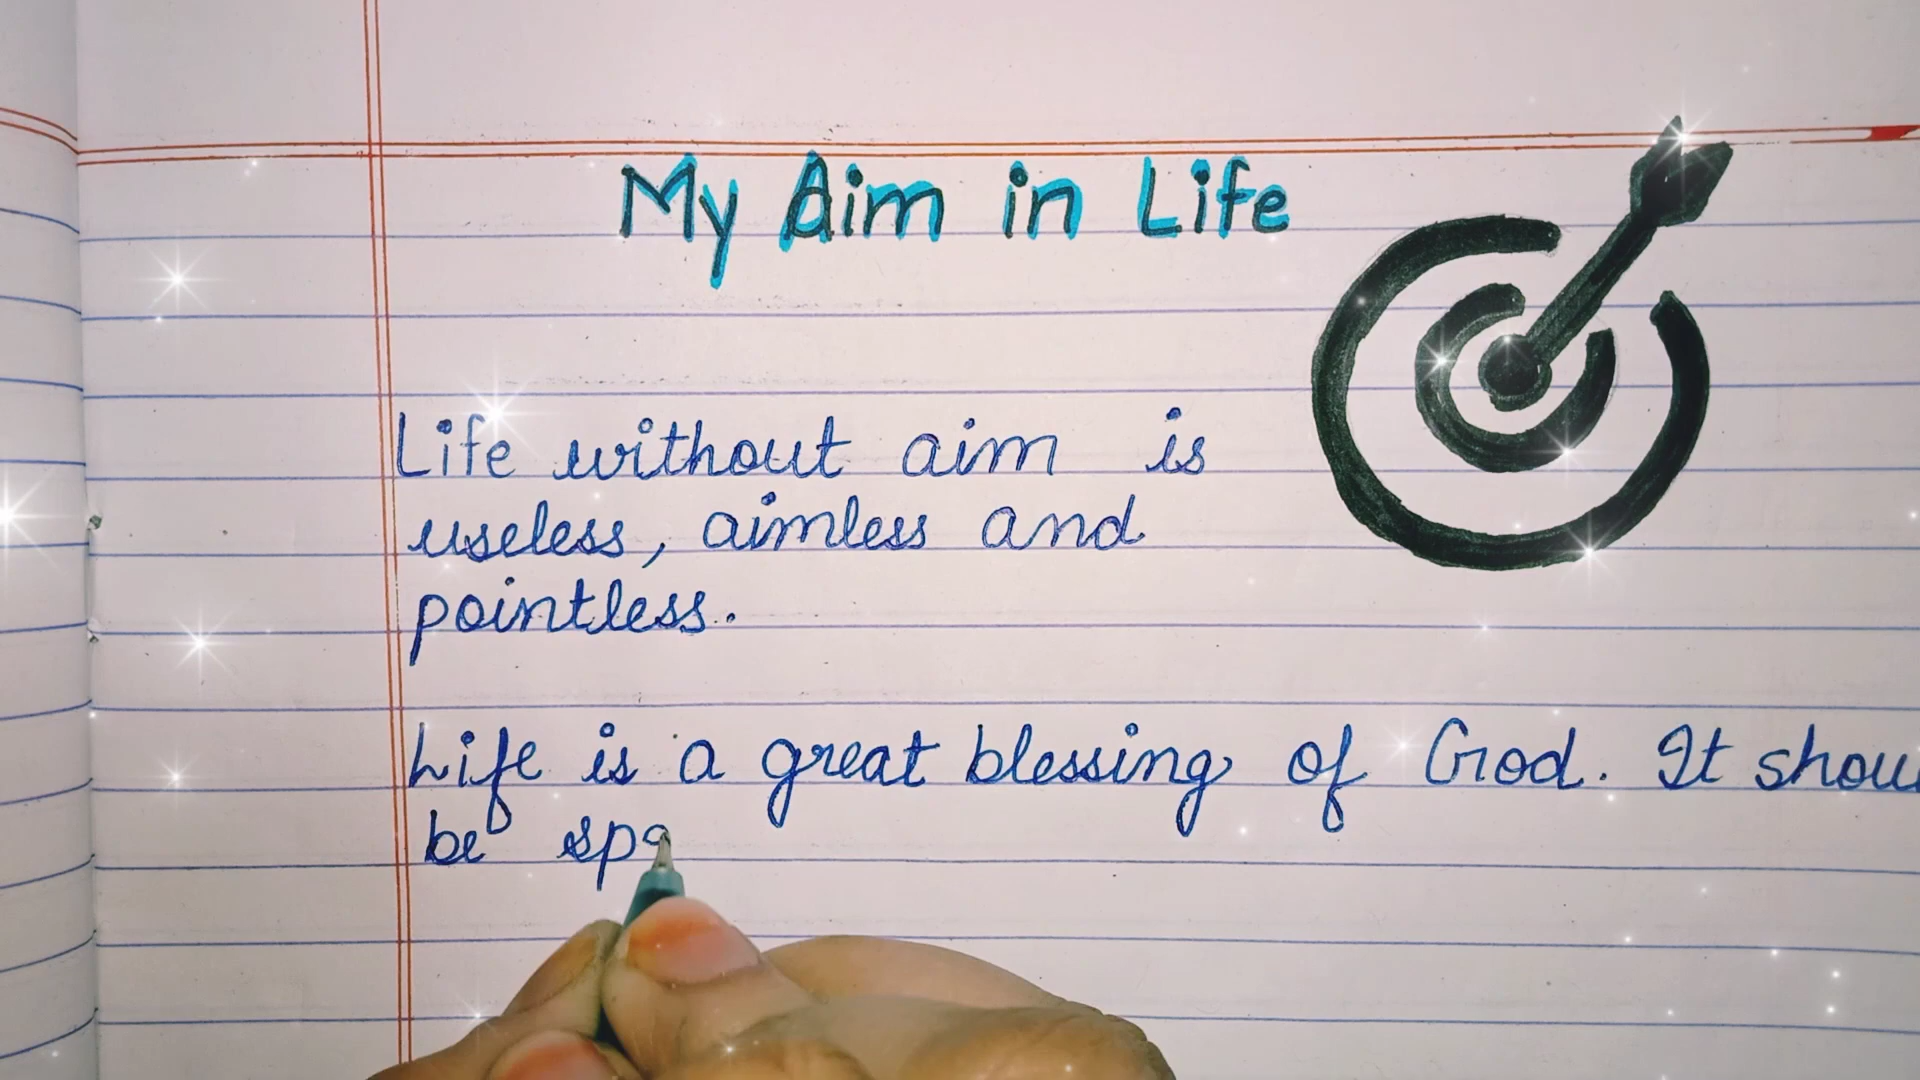 My Aim in Life
Life without aim is
useless, aimless and
pointless.
Life is a great blessing of God. It shou
be sp